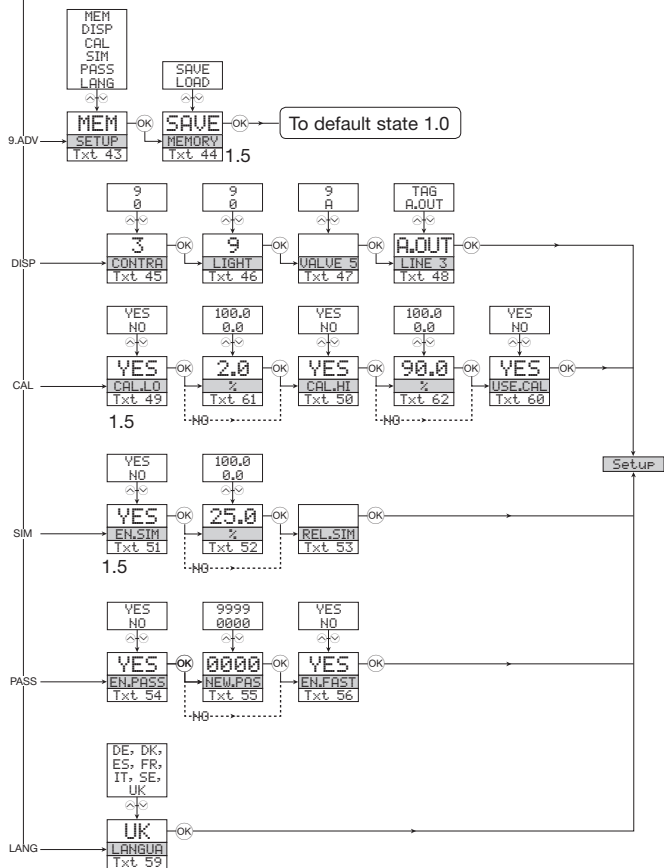 MEM
DISP
CAL
SIM
PASS
LANG
SAVE
LOAD
9.ADV
MEM
OK
SAVE
OK
To default state 1.0
SETUP
MEMORY
Txt 43
Txt 44
1.5
9
0
9
0
9
A
TAG
A.OUT
DISP
3
OK
9
OK
OK
A.OUT
OK
CONTRA
LIGHT
VALVE 5
LINE 3
Txt 45
Txt 46
Txt 47
Txt 48
YES
NO
100.0
0.0
YES
NO
100.0
0.0
YES
NO
CAL
YES
OK
2.0
OK
YES
OK
90.0
OK
YES
OK
CAL.LO
%
CAL.HI
%
USE.CAL
Txt 49
Txt 61
Txt 50
Txt 62
Txt 60
NO
NO
1.5
Setup
YES
NO
100.0
0.0
SIM
YES
OK
25.0
OK
OK
EN.SIM
%
REL.SIM
Txt 51
Txt 52
Txt 53
NO
1.5
YES
NO
9999
0000
YES
NO
PASS
YES
OK
0000
OK
YES
OK
EN.PASS
NEW.PAS
EN.FAST
Txt 54
Txt 55
Txt 56
NO
DE, DK,
ES, FR,
IT, SE,
UK
LANG
UK
OK
LANGUA
Txt 59